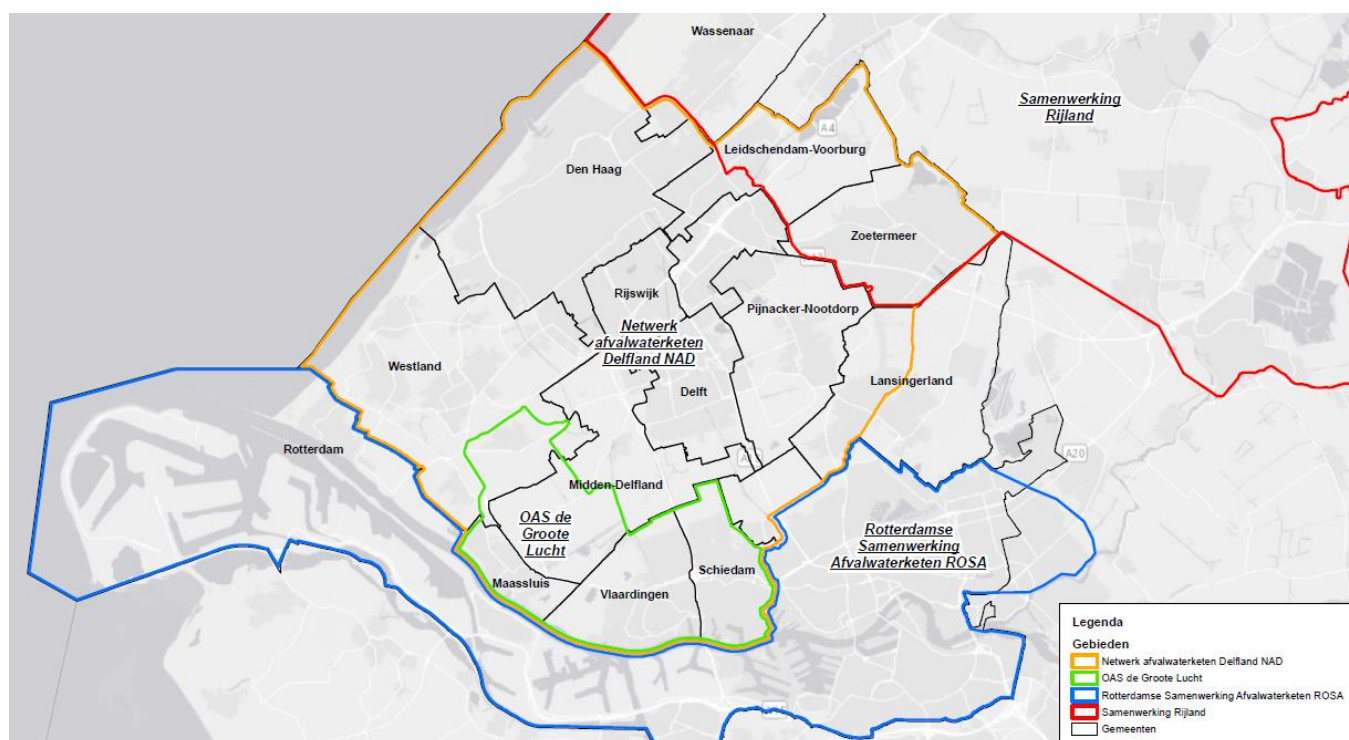 Wassenaar
Samenwerking
Rijland
A4
Leidschendam-Voorburg
Den Haag
Zoetermeer
Rijswijk
Pijnacker-Nootdorp
Netwerk
afvalwaterketen
Delfland NAD
Westland
Lansingerland
Delft
Rotterdam
A20
Midden-Delfland
OAS de
Groote
Lucht
Rotterdamse
Samenwerking
Afvalwaterketen ROSA
Maassluis
Vlaardingen
Schiedam
Legenda
Gebieden
Netwerk afvalwaterketen Delfland NAD
OAS de Groote Lucht
Rotterdamse Samenwerking Afvalwaterketen ROSA
Samenwerking Rijland
Gemeenten